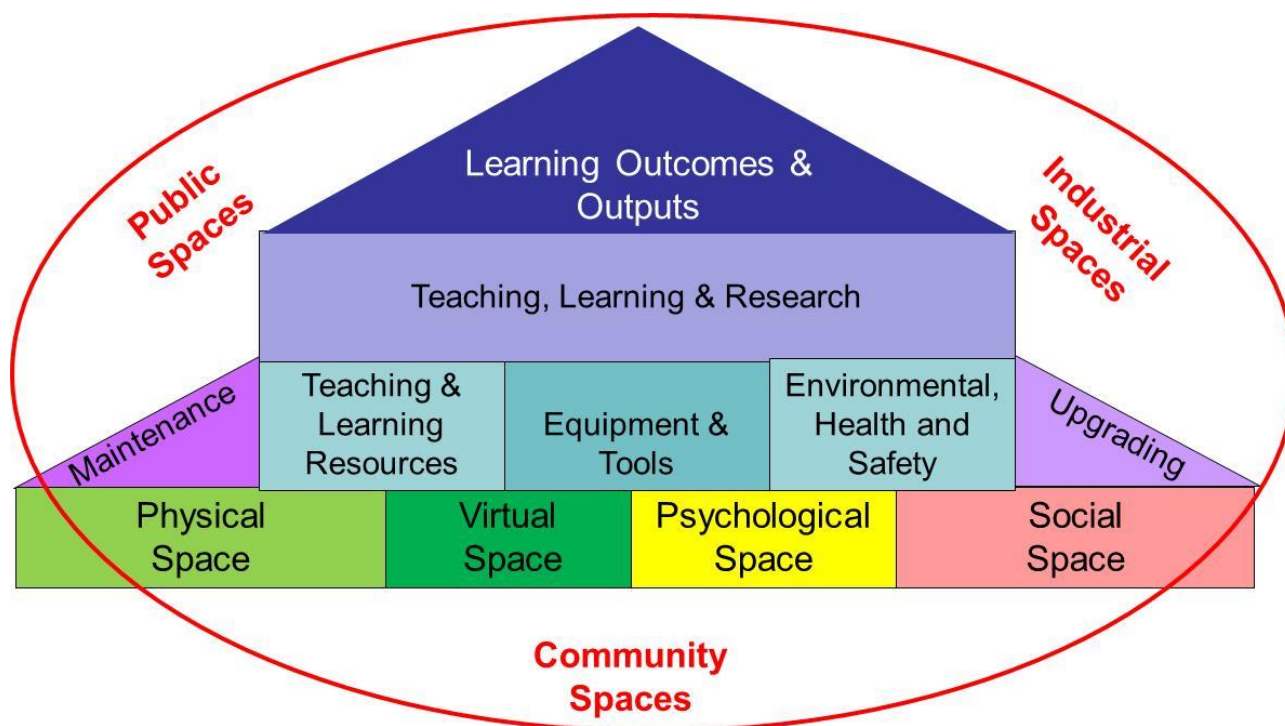 Learning Outcomes &
Outputs
Public
Spaces
Industrial
Spaces
Teaching, Learning & Research
Maintenance
Teaching &
Learning
Resources
Equipment &
Tools
Environmental,
Health and
Safety
Upgrading
Physical
Space
Virtual
Space
Psychological
Space
Social
Space
Community
Spaces